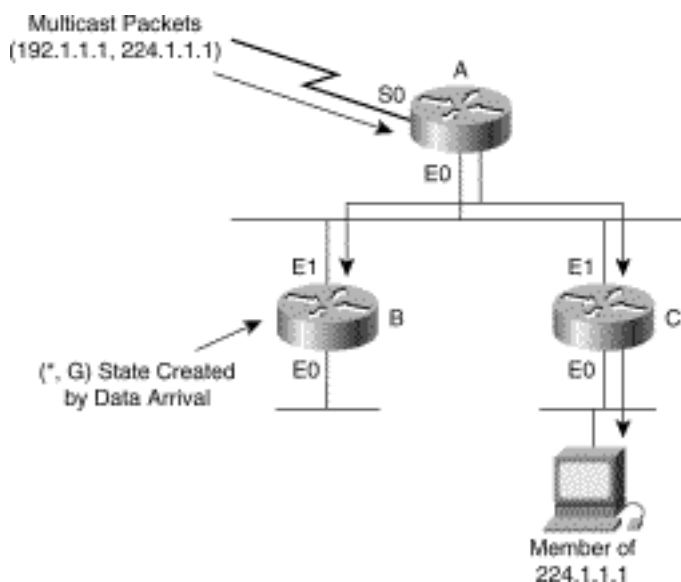 Multicast Packets
(192.1.1.1, 224.1.1.1)
A
S0
E0
E1
E1
B
C
(*, G) State Created
by Data Arrival
E0
E0
Member of
224.1.1.1